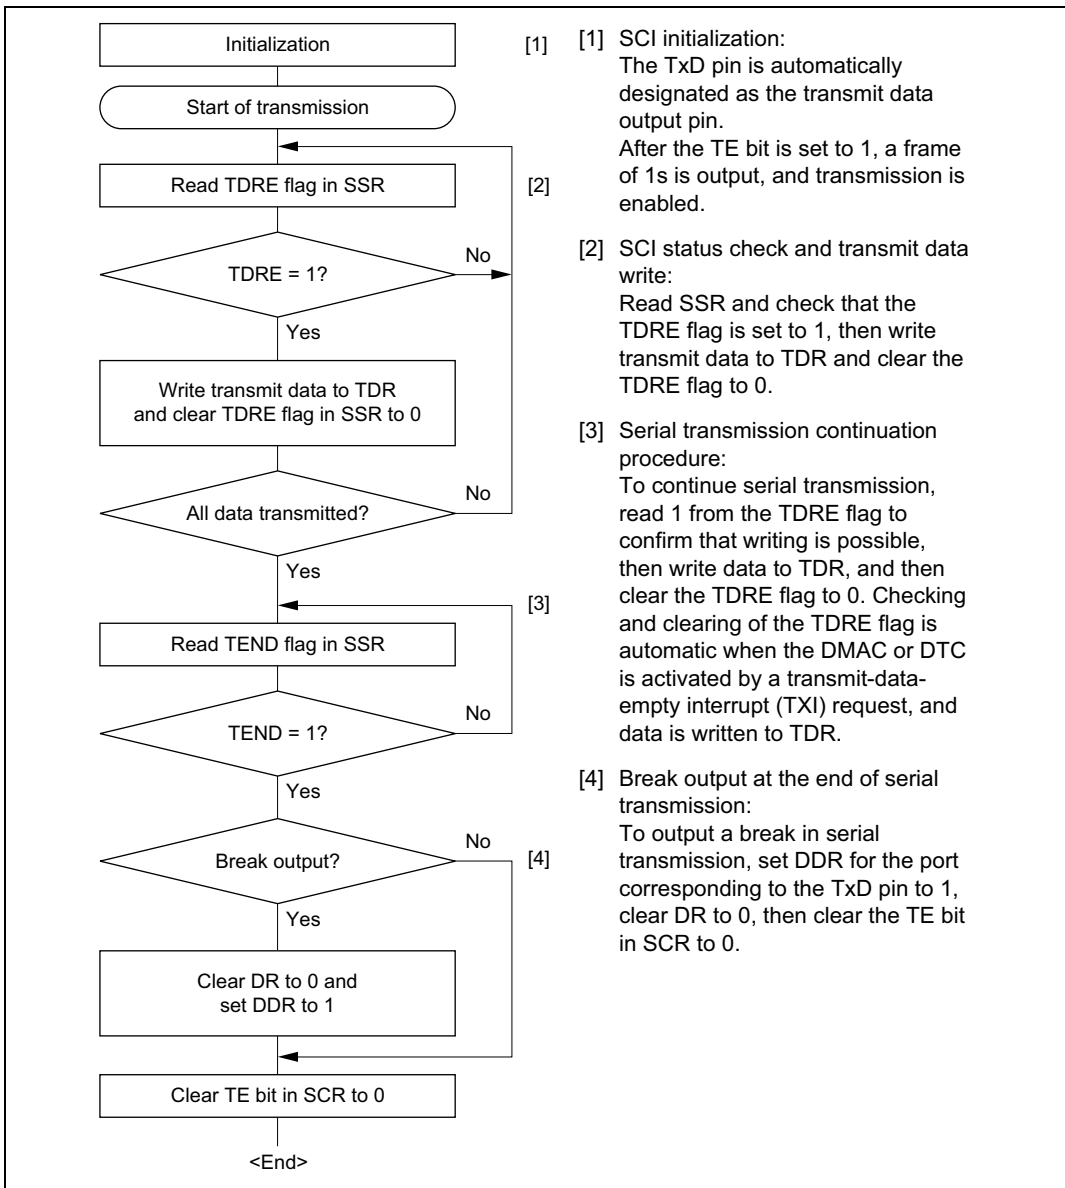 Initialization
[1]
Start of transmission
Read TDRE flag in SSR
[2]
TDRE = 1?
No
Yes
Write transmit data to TDR
and clear TDRE flag in SSR to 0
All data transmitted?
No
Yes
[3]
Read TEND flag in SSR
TEND = 1?
No
Yes
Break output?
No
[4]
Yes
Clear DR to 0 and
set DDR to 1
Clear TE bit in SCR to 0
<End>
[1] SCI initialization:
The TxD pin is automatically
designated as the transmit data
output pin.
After the TE bit is set to 1, a frame
of 1s is output, and transmission is
enabled.
[2] SCI status check and transmit data
write:
Read SSR and check that the
TDRE flag is set to 1, then write
transmit data to TDR and clear the
TDRE flag to 0.
[3] Serial transmission continuation
procedure:
To continue serial transmission,
read 1 from the TDRE flag to
confirm that writing is possible,
then write data to TDR, and then
clear the TDRE flag to 0. Checking
and clearing of the TDRE flag is
automatic when the DMAC or DTC
is activated by a transmit-data-
empty interrupt (TXI) request, and
data is written to TDR.
[4] Break output at the end of serial
transmission:
To output a break in serial
transmission, set DDR for the port
corresponding to the TxD pin to 1,
clear DR to 0, then clear the TE bit
in SCR to 0.